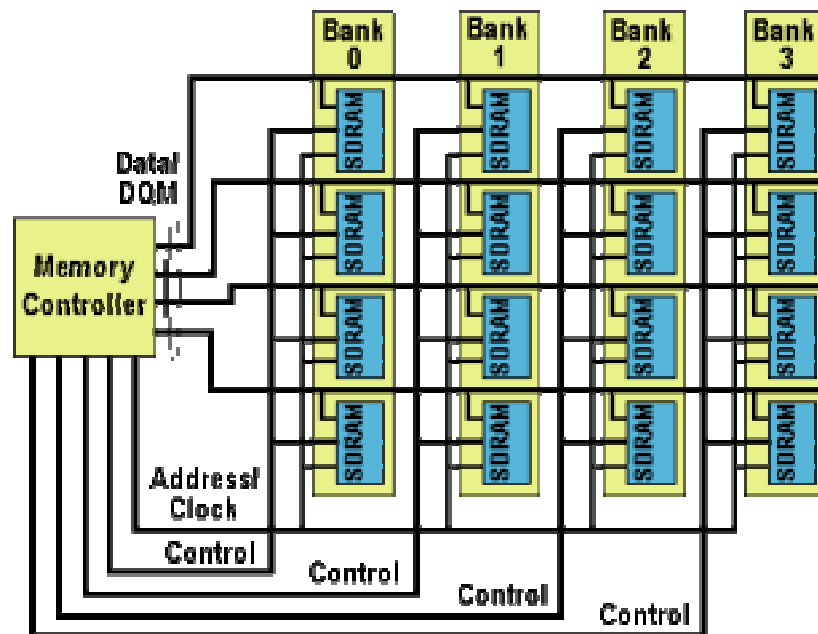 Bank
0
Bank
1
Bank
2
Bank
3
SDRAM
SDRAM
SDRAM
SDRAM
Data/
DQM
SDRAM
SDRAM
SDRAM
SDRAM
Memory
Controller
SDRAM
SDRAM
SDRAM
SDRAM
SDRAM
SDRAM
SDRAM
SDRAM
Address/
Clock
Control
Control
Control
Control